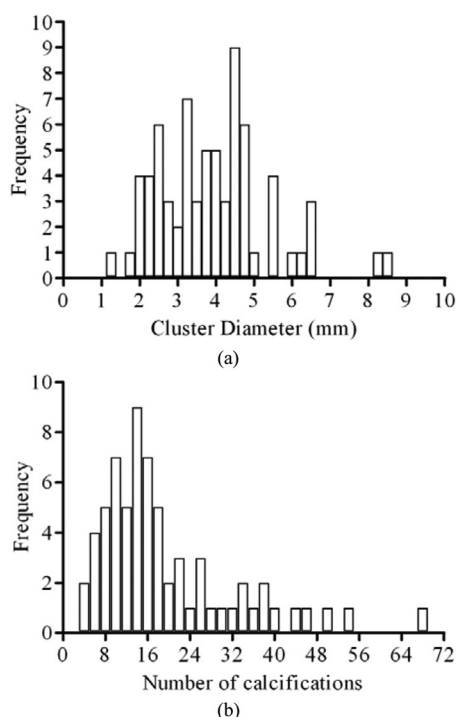 10
9
8
7
6
5
4
3
2
1
0
Frequency
0 1 2 3 4 5 6 7 8 9 10
Cluster Diameter (mm)
(a)
10
8
6
4
2
0
Frequency
0 8 16 24 32 40 48 56 64 72
Number of calcifications
(b)